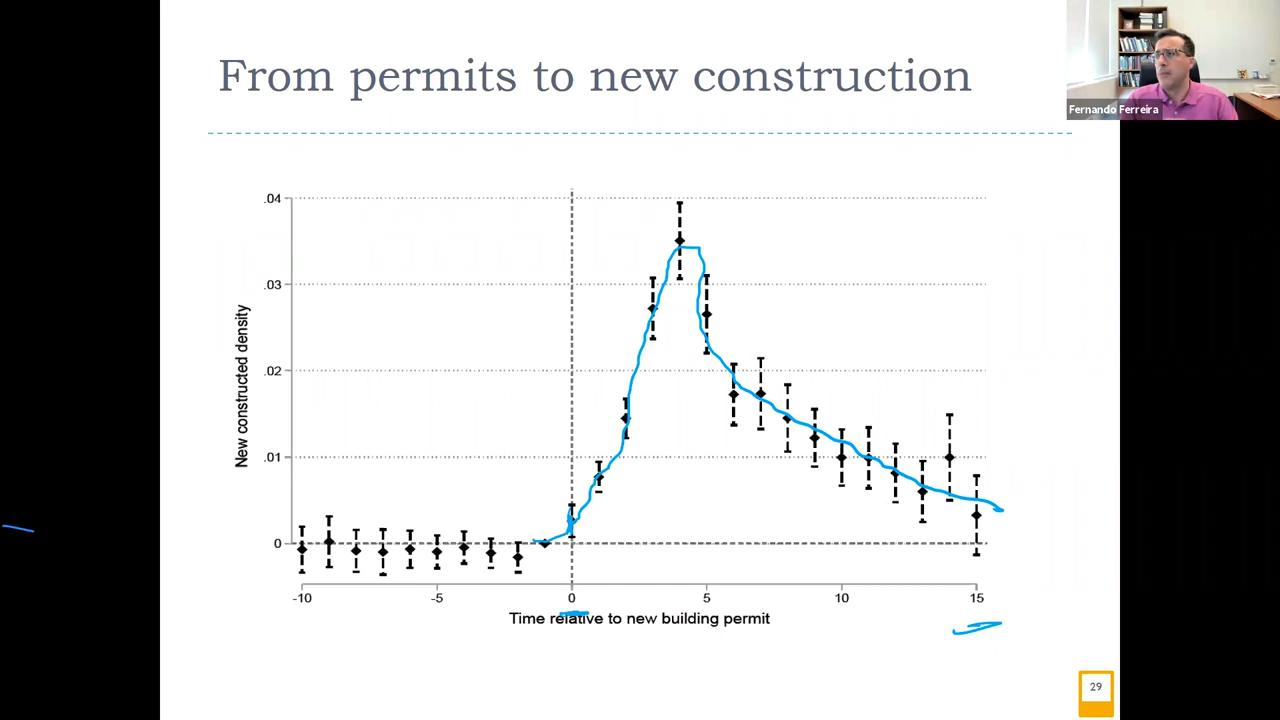 From permits to new construction
Fernando Ferreira
.04
.03
.02
.01
0
New constructed density
-10 -5 0 5 10 15
Time relative to new building permit
29